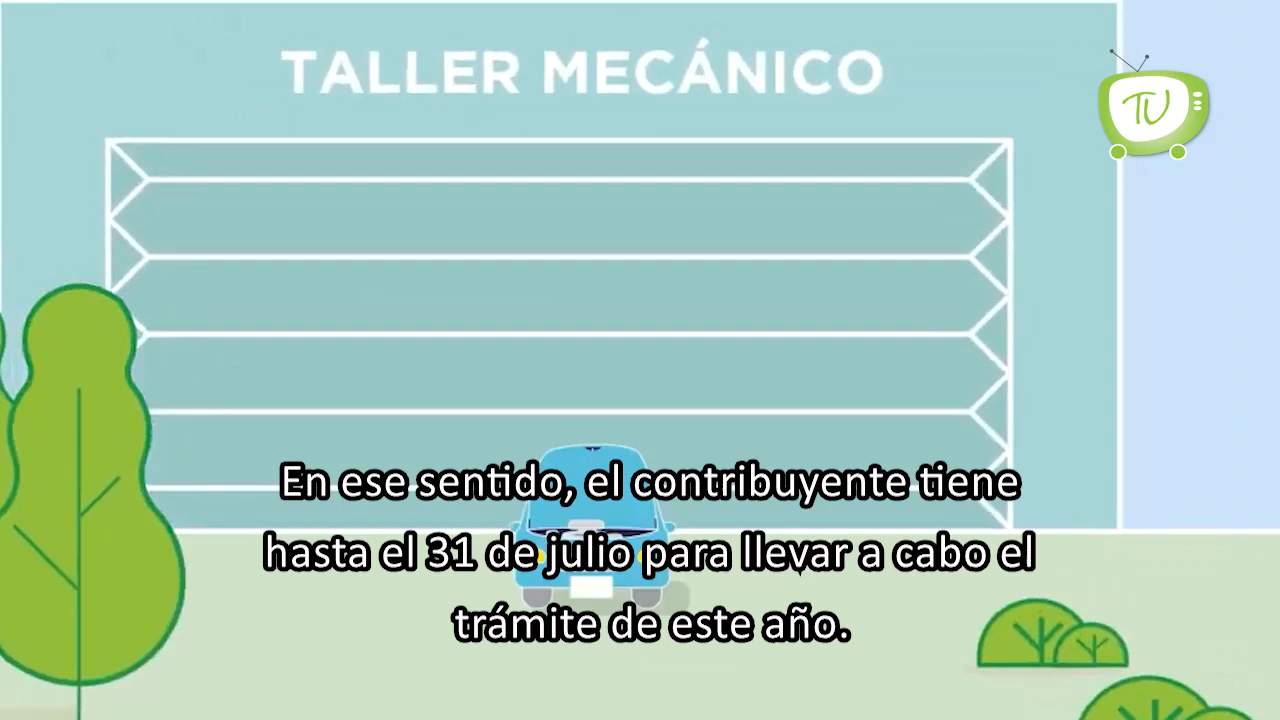 TALLER MECÁNICO
TV
En ese sentido, el contribuyente tiene
hasta el 31 de julio para llevar a cabo el
trámite de este año.